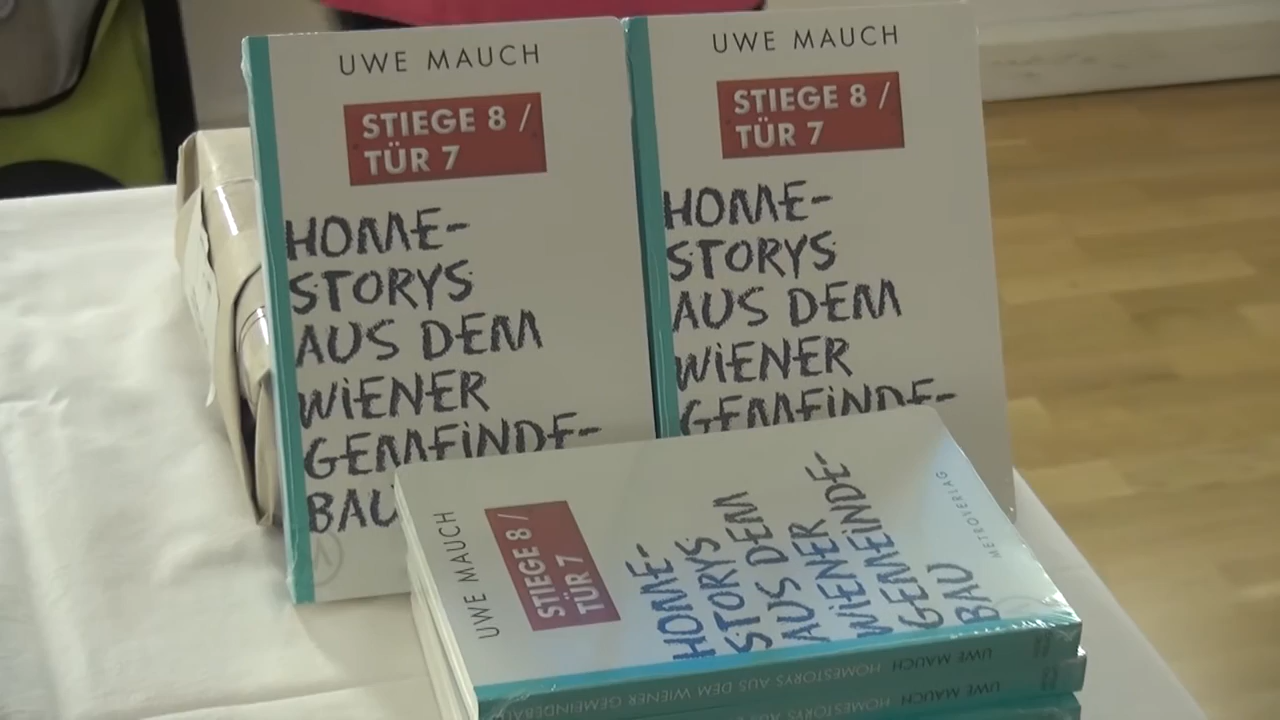 UWE MAUCH
STIEGE 8 /
TÜR 7
HOME-
STORYS
AUS DEM
WIENER
GEMEINDE-
BAU
UWE MAUCH
STIEGE 8 /
TÜR 7
HOME-
STORYS
AUS DEM
WIENER
GEMEINDE-
UWE MAUCH
STIEGE 8 /
TÜR 7
HOME-
STORYS
AUS DEM
WIENER
GEMEINDE-
BAU
METROVERLAG
UWE MAUCH HOMESTORYS AUS DEM WIENER GEMEINDEBAU
UWE MAUCH HOMESTORYS AUS